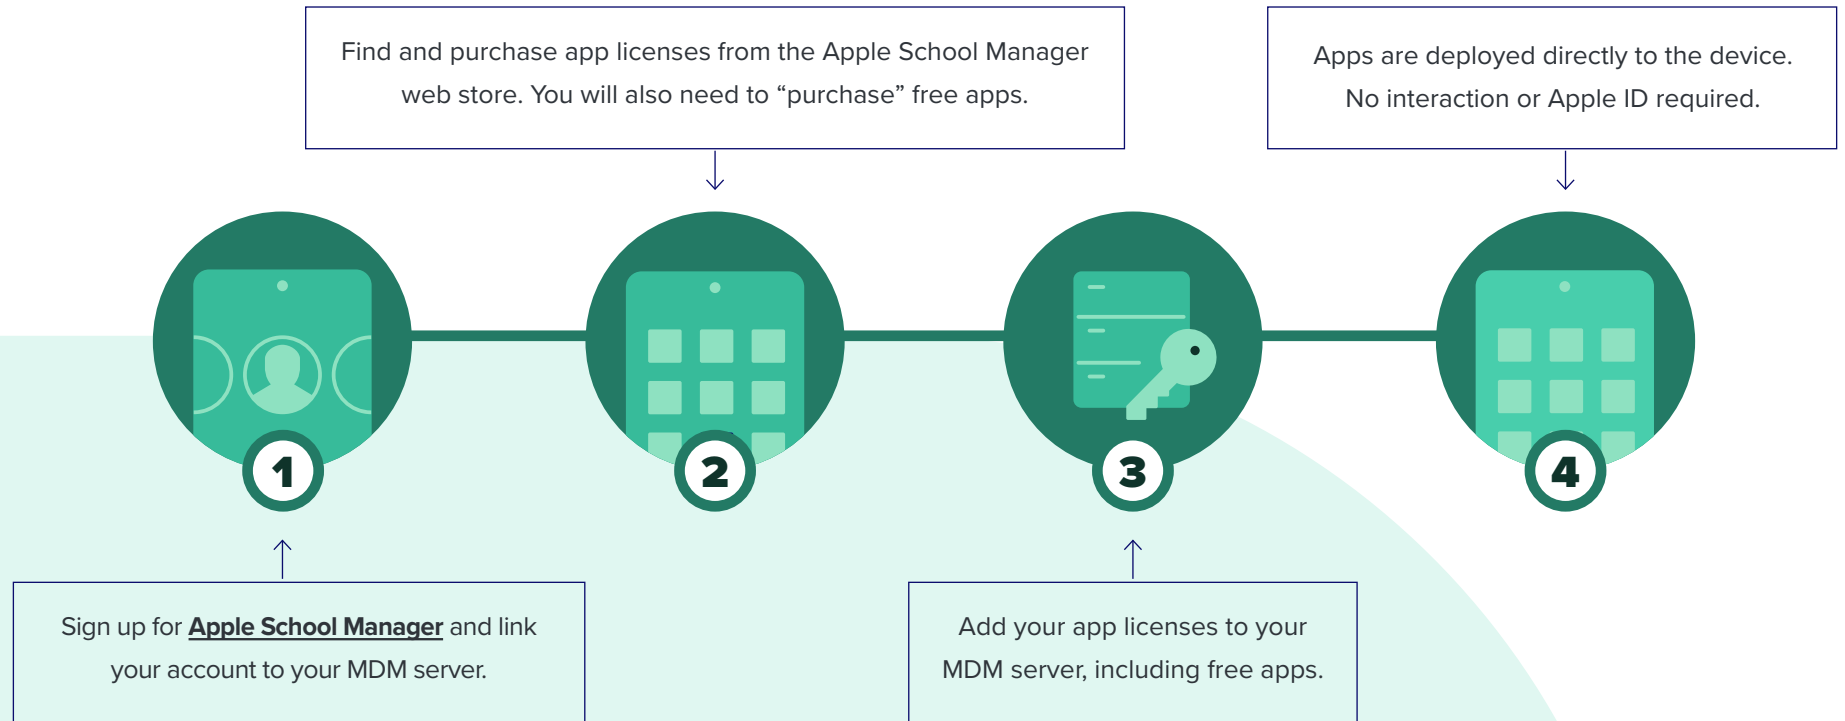 Find and purchase app licenses from the Apple School Manager
web store. You will also need to “purchase” free apps.
Apps are deployed directly to the device.
No interaction or Apple ID required.
1
2
3
4
Sign up for Apple School Manager and link
your account to your MDM server.
Add your app licenses to your
MDM server, including free apps.